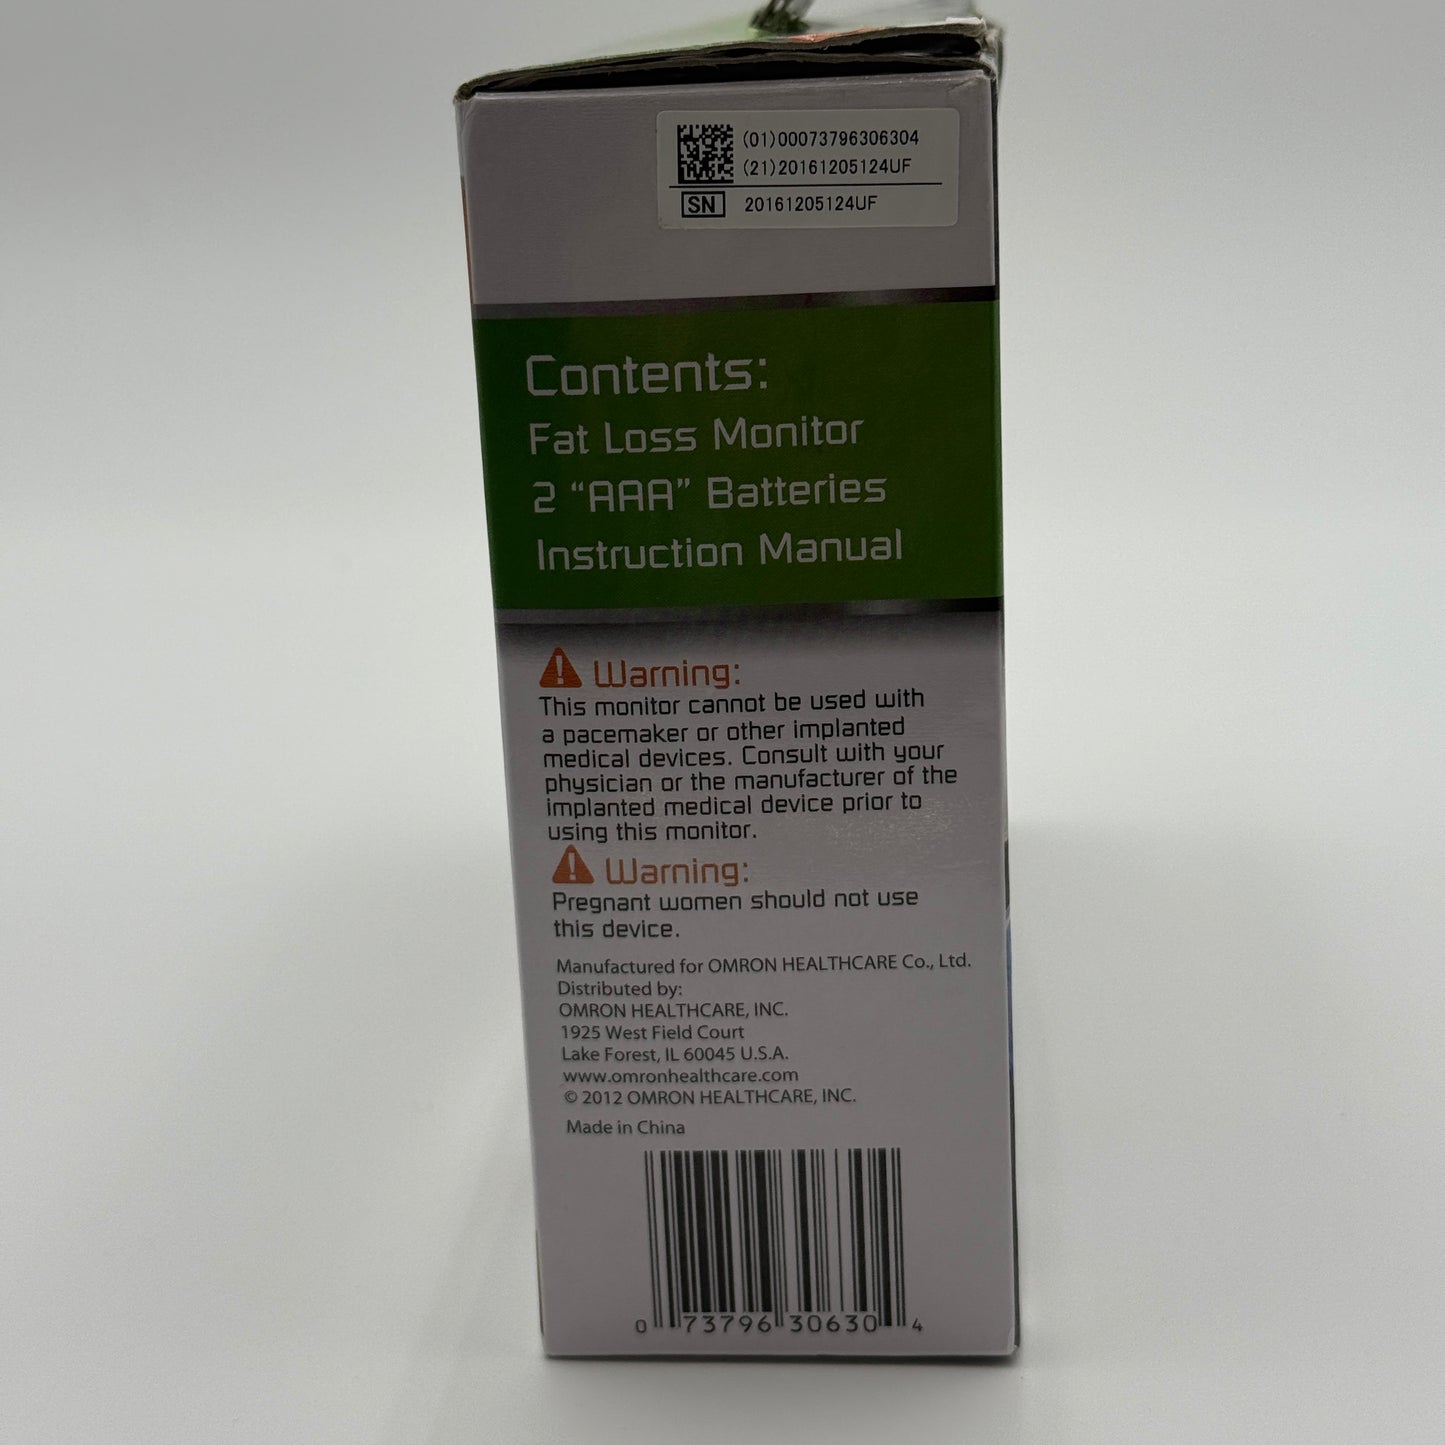 (01)00073796306304
(21)20161205124UF
SN 20161205124UF
Contents:
Fat Loss Monitor
2 “AAA” Batteries
Instruction Manual
Warning:
This monitor cannot be used with
a pacemaker or other implanted
medical devices. Consult with your
physician or the manufacturer of the
implanted medical device prior to
using this monitor.
Warning:
Pregnant women should not use
this device.
Manufactured for OMRON HEALTHCARE Co., Ltd.
Distributed by:
OMRON HEALTHCARE, INC.
1925 West Field Court
Lake Forest, IL 60045 U.S.A.
www.omronhealthcare.com
© 2012 OMRON HEALTHCARE, INC.
Made in China
0 73796 30630 4